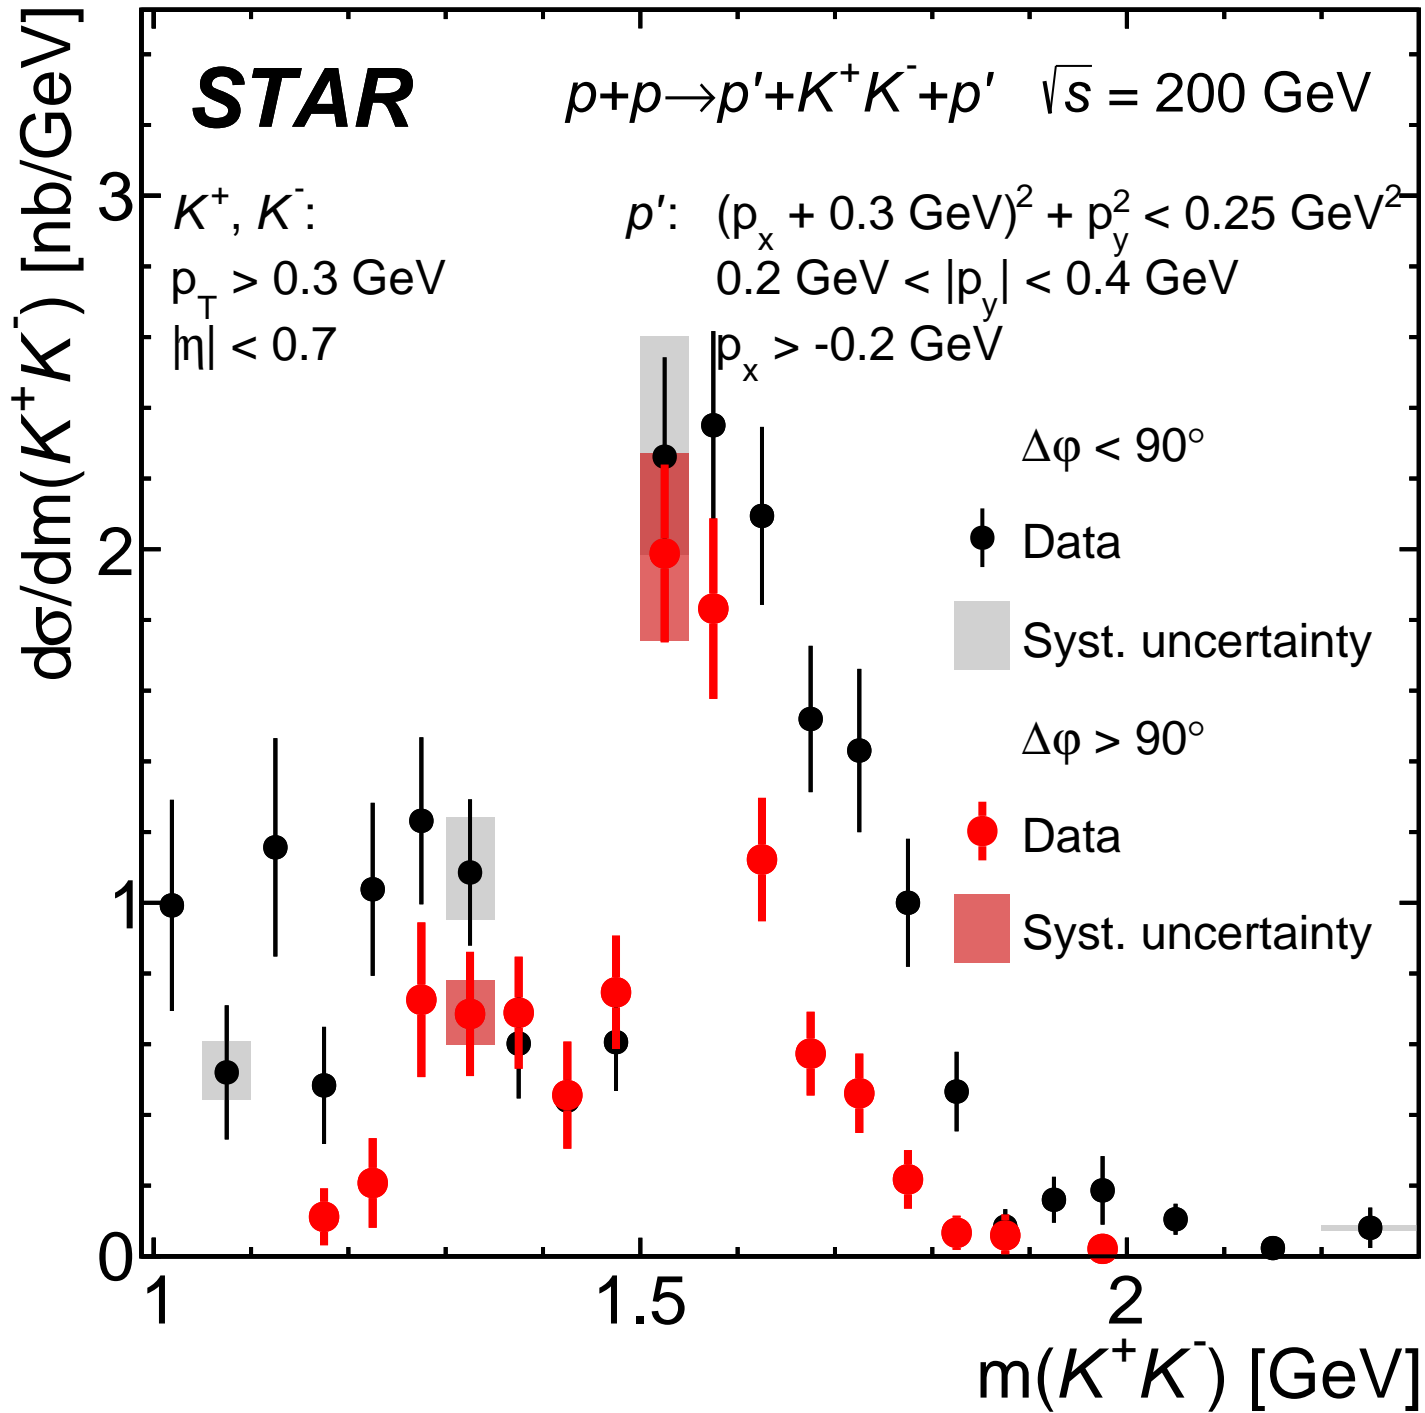 STAR
p+p→p′+K⁺K⁻+p′ √s = 200 GeV
K⁺, K⁻:
p_T > 0.3 GeV
|η| < 0.7
p′: (p_x + 0.3 GeV)² + p_y² < 0.25 GeV²
0.2 GeV < |p_y| < 0.4 GeV
p_x > -0.2 GeV
Δφ < 90°
Data
Syst. uncertainty
Δφ > 90°
Data
Syst. uncertainty
dσ/dm(K⁺K⁻) [nb/GeV]
3
2
1
0
1 1.5 2
m(K⁺K⁻) [GeV]